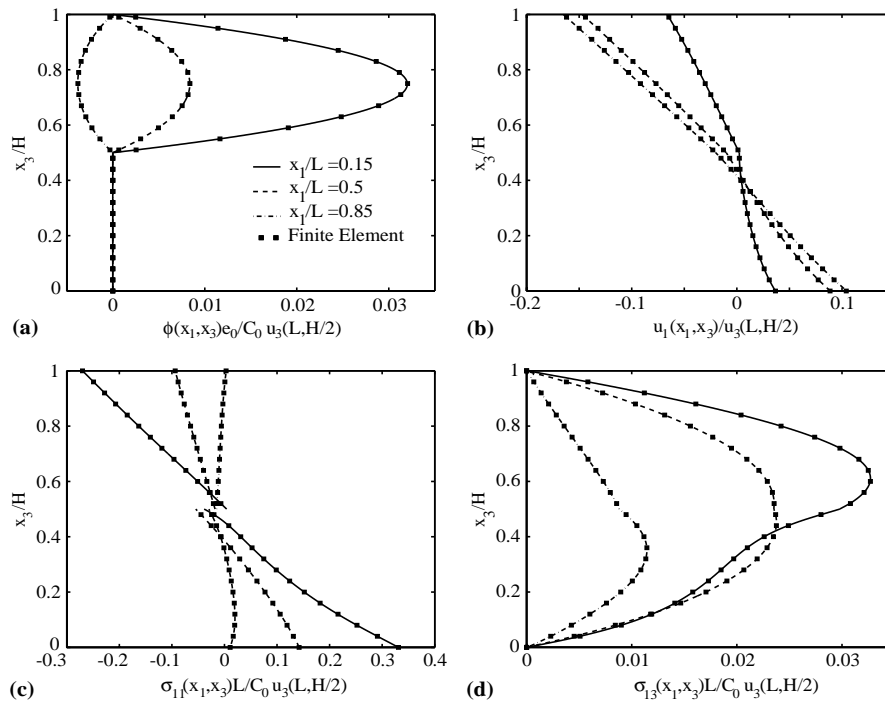 1
0.8
0.6
0.4
0.2
0
x3/H
0 0.01 0.02 0.03
x1/L =0.15
x1/L =0.5
x1/L =0.85
Finite Element
(a) ϕ(x1,x3)e0/C0 u3(L,H/2)
1
0.8
0.6
0.4
0.2
0
x3/H
-0.2 -0.1 0 0.1
(b) u1(x1,x3)/u3(L,H/2)
1
0.8
0.6
0.4
0.2
0
x3/H
-0.3 -0.2 -0.1 0 0.1 0.2 0.3 0.4
(c) σ11(x1,x3)L/C0 u3(L,H/2)
1
0.8
0.6
0.4
0.2
0
x3/H
0 0.01 0.02 0.03
(d) σ13(x1,x3)L/C0 u3(L,H/2)